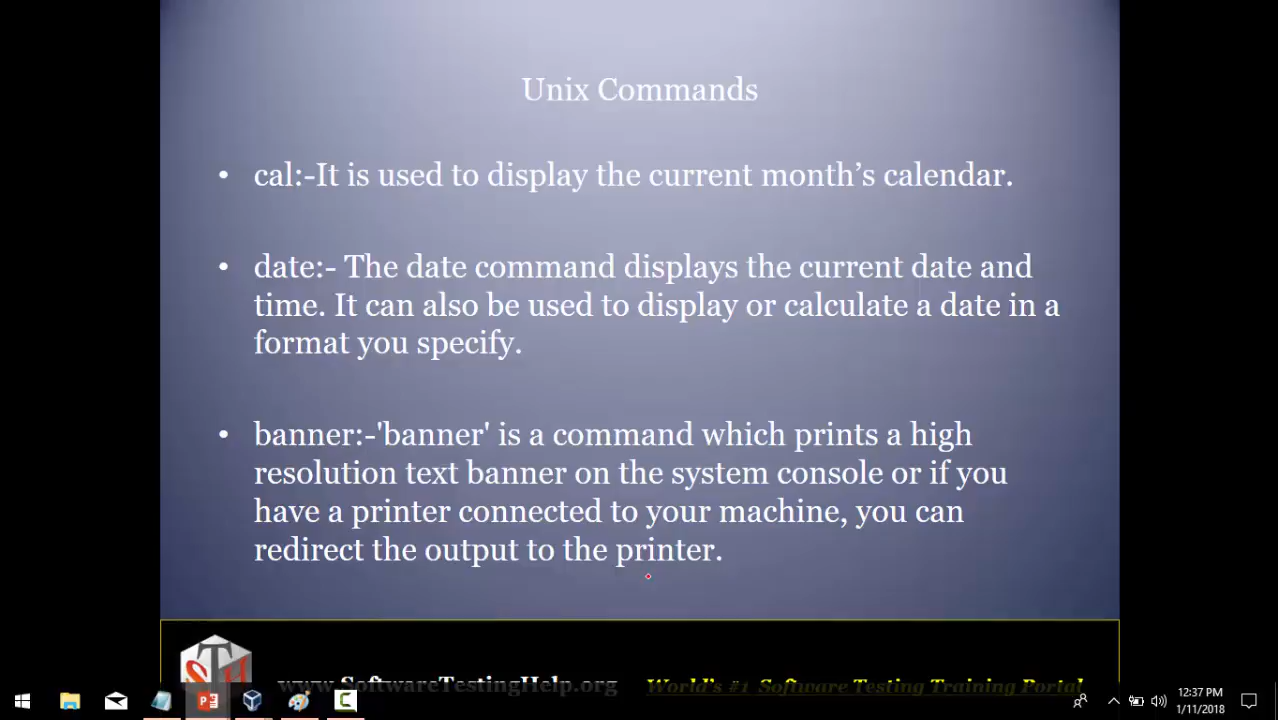 Unix Commands
• cal:-It is used to display the current month’s calendar.
• date:- The date command displays the current date and
time. It can also be used to display or calculate a date in a
format you specify.
• banner:-'banner' is a command which prints a high
resolution text banner on the system console or if you
have a printer connected to your machine, you can
redirect the output to the printer.
STH
www.SoftwareTestingHelp.org World's #1 Software Testing Training Portal
12:37 PM
1/11/2018